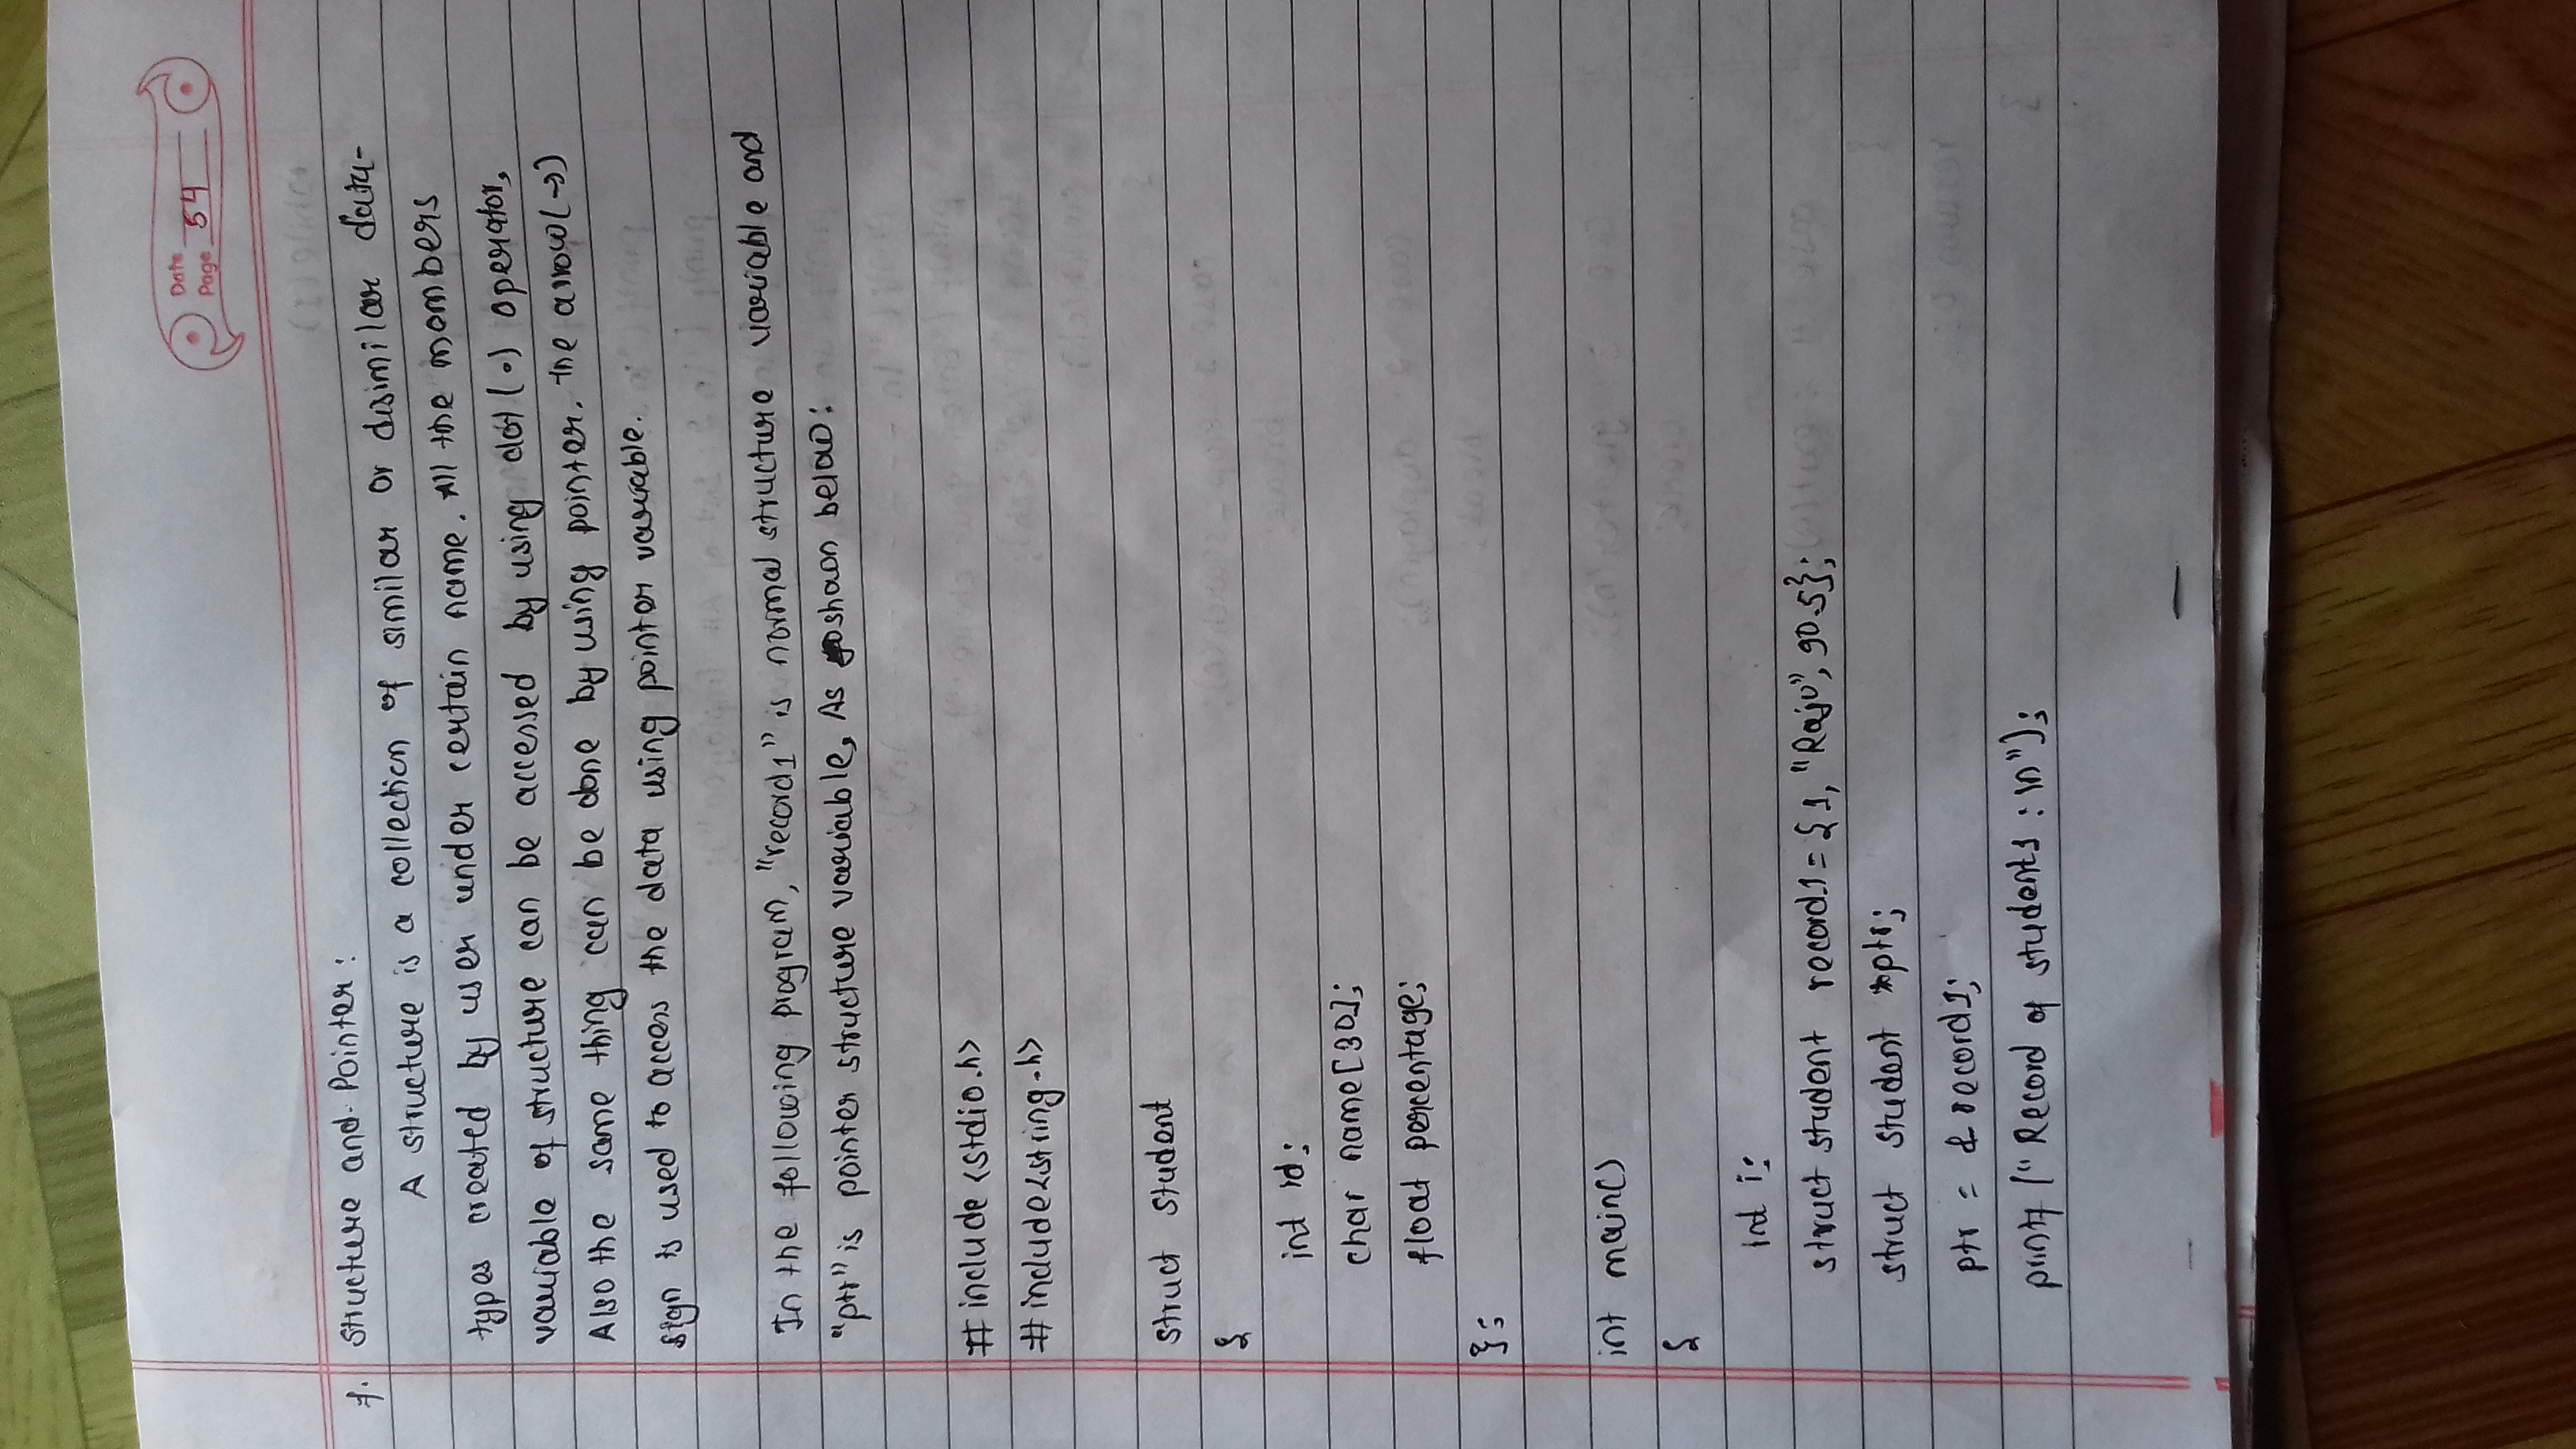 Date
Page 54
7. Structure and Pointer:
A structure is a collection of similar or disimilar data-
types created by user under certain name. All the members
variable of structure can be accessed by using dot (.) operator,
Also the same thing can be done by using pointer. The arrow(->)
sign is used to access the data using pointer variable.
In the following program, "record1" is normal structure variable and
"ptr" is pointer structure variable, As shown below:
#include <stdio.h>
#include<string.h>
struct student
{
int id;
char name[30];
float percentage;
};
int main()
{
int i;
struct student record1 = {1, "Raju", 90.5};
struct student *ptr;
ptr = & record1;
printf ("Record of student1 : \n");